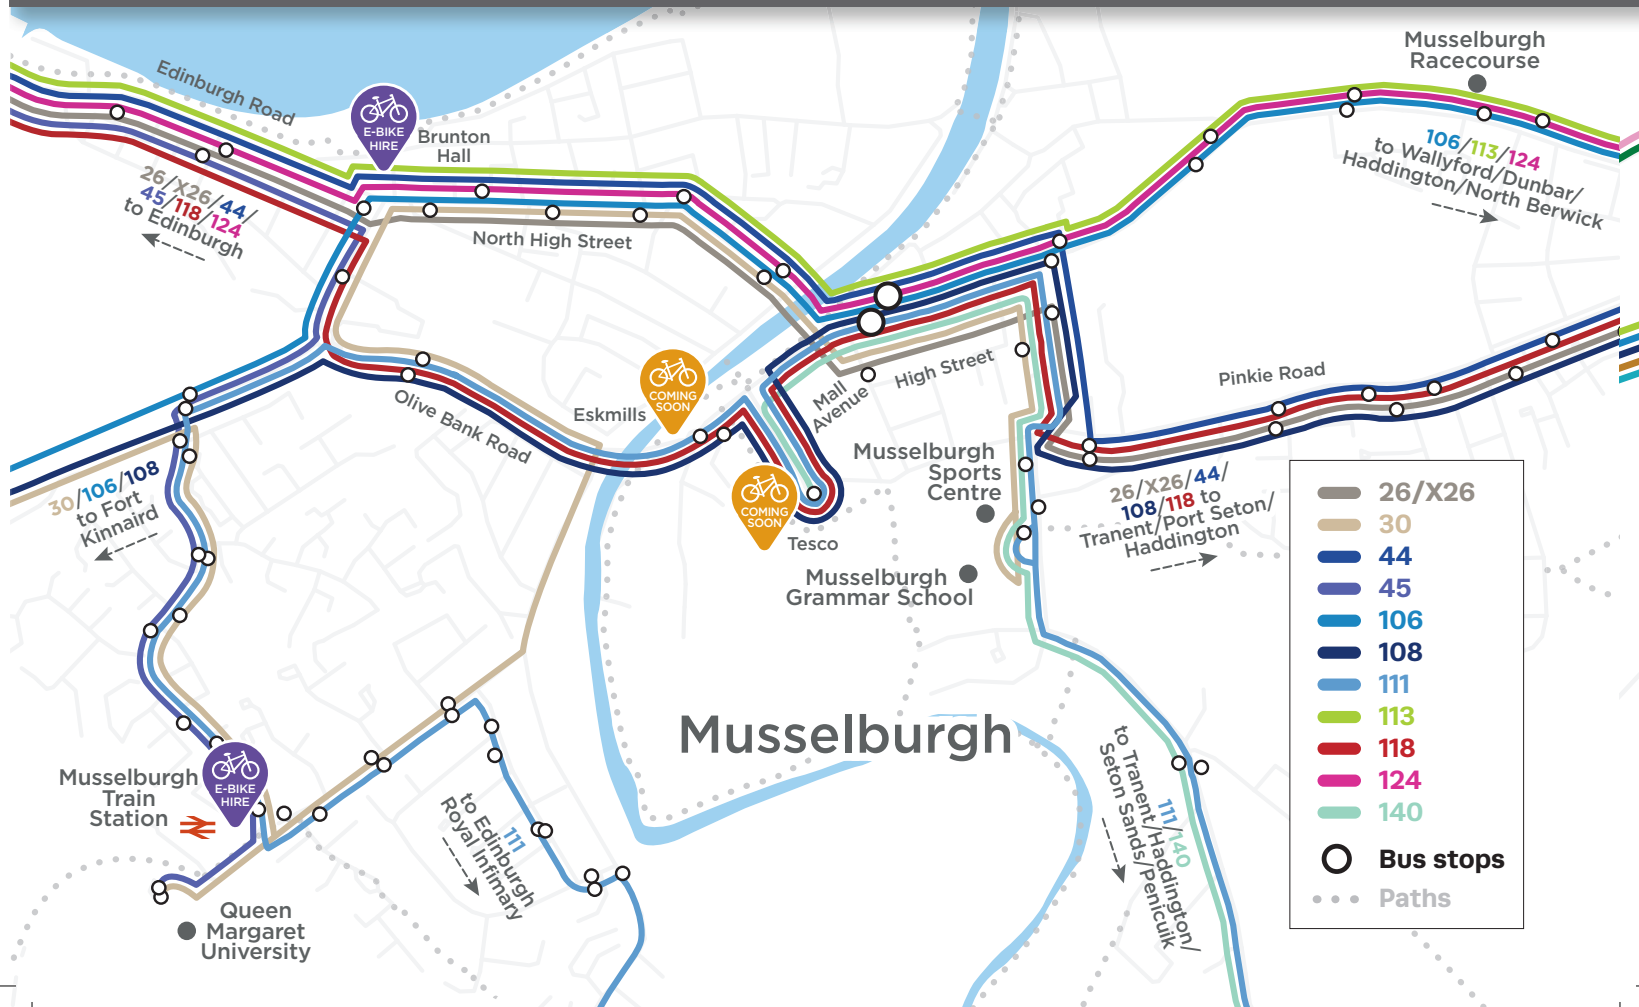 Musselburgh
Racecourse
Edinburgh Road
E-BIKE
HIRE
Brunton
Hall
106/113/124
to Wallyford/Dunbar/
Haddington/North Berwick
26/X26/44/
45/118/124
to Edinburgh
North High Street
High Street
Mall
Avenue
Pinkie Road
COMING
SOON
Eskmills
Olive Bank Road
Musselburgh
Sports
Centre
30/106/108
to Fort
Kinnaird
COMING
SOON
Tesco
26/X26/44/
108/118 to
Tranent/Port Seton/
Haddington
Musselburgh
Grammar School
Musselburgh
Musselburgh
Train
Station
E-BIKE
HIRE
111
to Edinburgh
Royal Infimary
111/140
to Tranent/Haddington/
Seton Sands/Penicuik
Queen
Margaret
University
26/X26
30
44
45
106
108
111
113
118
124
140
Bus stops
Paths